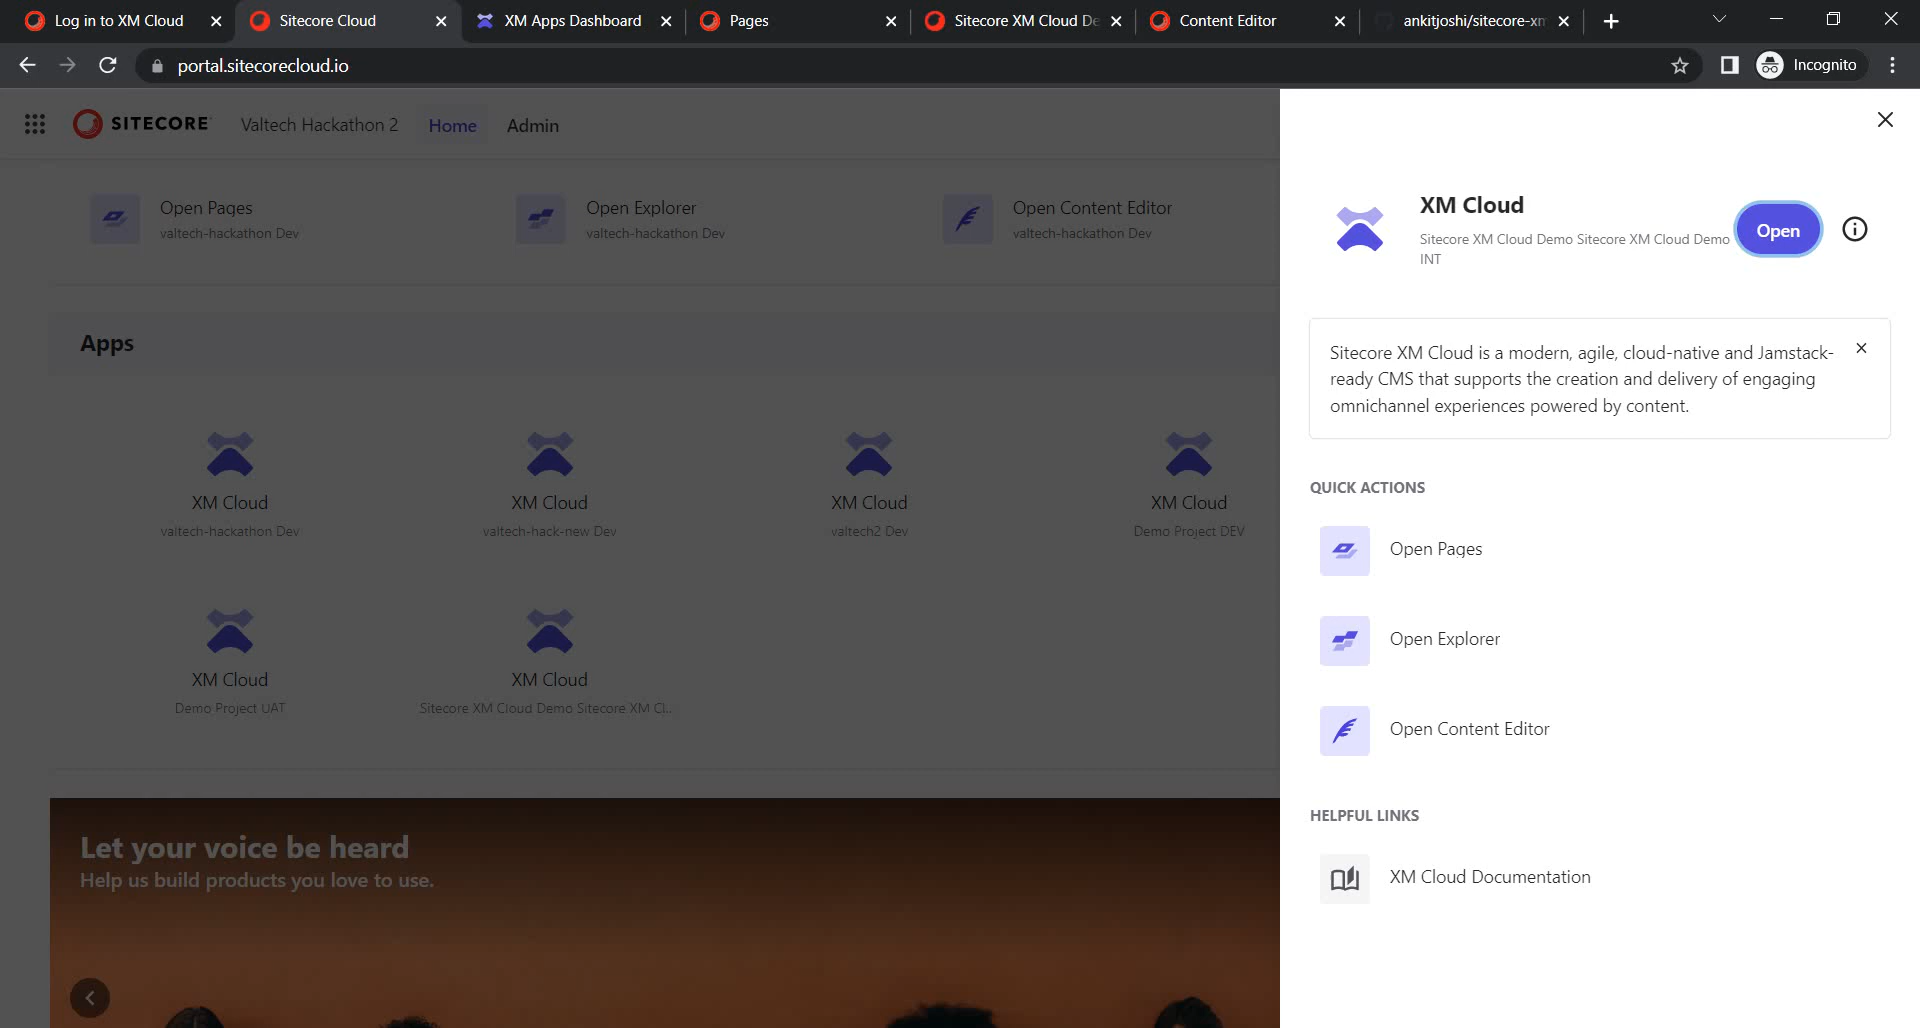 Log in to XM Cloud
Sitecore Cloud
XM Apps Dashboard
Pages
Sitecore XM Cloud De
Content Editor
ankitjoshi/sitecore-xm
portal.sitecorecloud.io
Incognito
SITECORE
Valtech Hackathon 2
Home
Admin
Open Pages
valtech-hackathon Dev
Open Explorer
valtech-hackathon Dev
Open Content Editor
valtech-hackathon Dev
Apps
XM Cloud
valtech-hackathon Dev
XM Cloud
valtech-hack-new Dev
XM Cloud
valtech2 Dev
XM Cloud
Demo Project DEV
XM Cloud
Demo Project UAT
XM Cloud
Sitecore XM Cloud Demo Sitecore XM Cl...
Let your voice be heard
Help us build products you love to use.
XM Cloud
Sitecore XM Cloud Demo Sitecore XM Cloud Demo
INT
Open
Sitecore XM Cloud is a modern, agile, cloud-native and Jamstack-
ready CMS that supports the creation and delivery of engaging
omnichannel experiences powered by content.
QUICK ACTIONS
Open Pages
Open Explorer
Open Content Editor
HELPFUL LINKS
XM Cloud Documentation